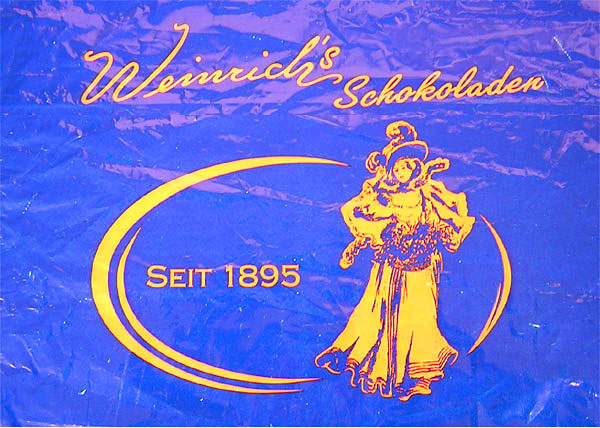 Weinrich's
Schokoladen
SEIT 1895